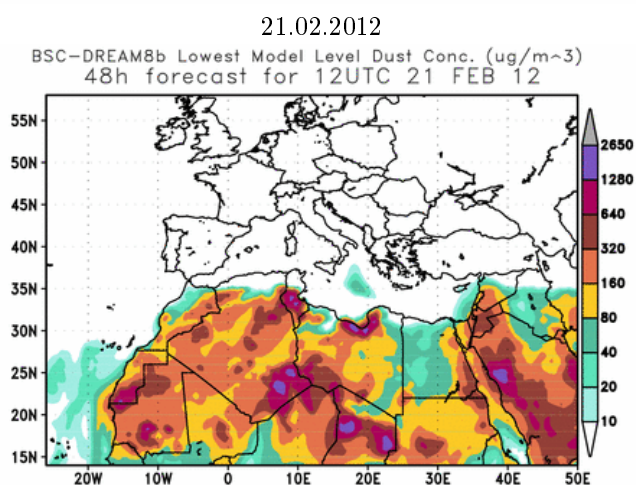 21.02.2012
BSC-DREAM8b Lowest Model Level Dust Conc. (ug/m^3)
48h forecast for 12UTC 21 FEB 12
55N
50N
45N
40N
35N
30N
25N
20N
15N
20W
10W
0
10E
20E
30E
40E
50E
2650
1280
640
320
160
80
40
20
10